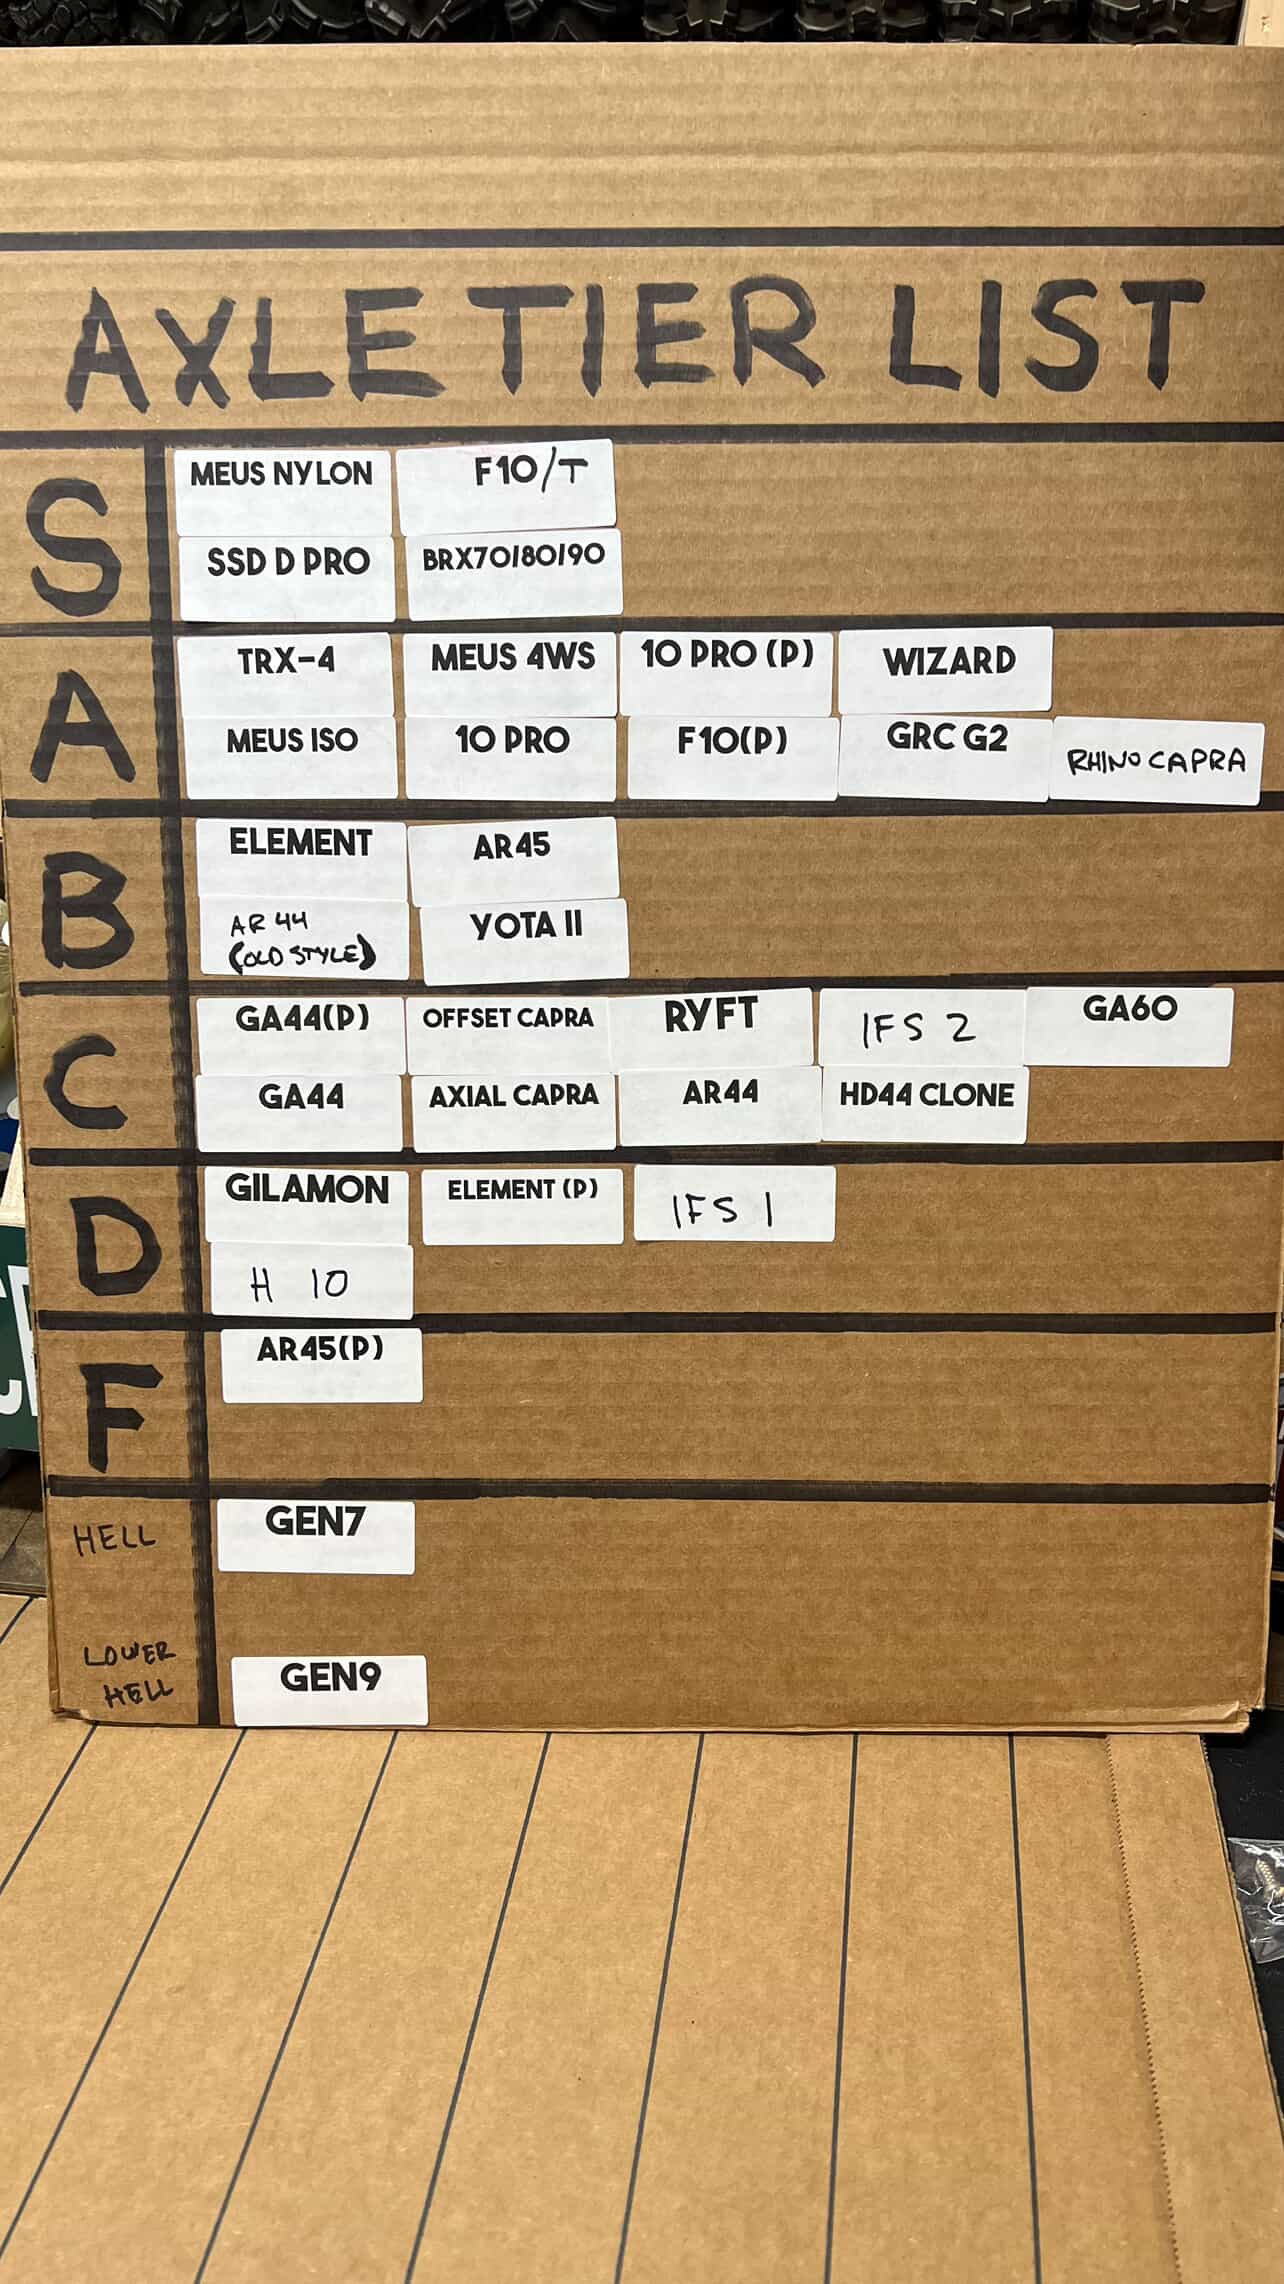 AXLE TIER LIST
S
MEUS NYLON F10/T
SSD D PRO BRX70/80/90
A
TRX-4 MEUS 4WS 10 PRO (P) WIZARD
MEUS ISO 10 PRO F10(P) GRC G2 RHINO CAPRA
B
ELEMENT AR45
AR44
(OLD STYLE)
YOTA II
C
GA44(P) OFFSET CAPRA RYFT IFS 2 GA60
GA44 AXIAL CAPRA AR44 HD44 CLONE
D
GILAMON ELEMENT (P) IFS 1
H 10
F
AR45(P)
HELL
GEN7
LOWER
HELL
GEN9